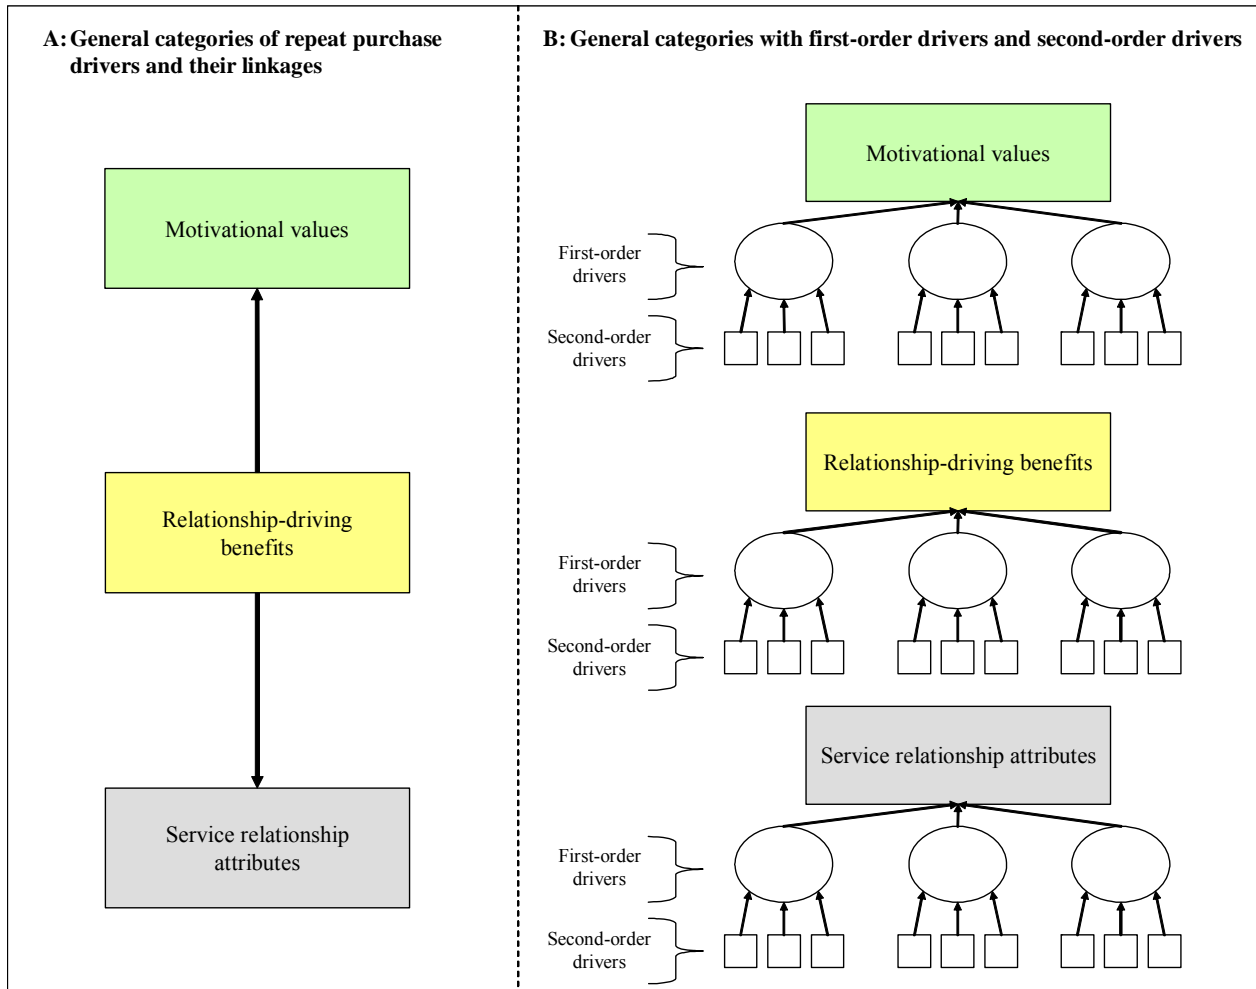 A: General categories of repeat purchase
drivers and their linkages
Motivational values
Relationship-driving
benefits
Service relationship
attributes
B: General categories with first-order drivers and second-order drivers
Motivational values
First-order
drivers
Second-order
drivers
Relationship-driving benefits
First-order
drivers
Second-order
drivers
Service relationship attributes
First-order
drivers
Second-order
drivers